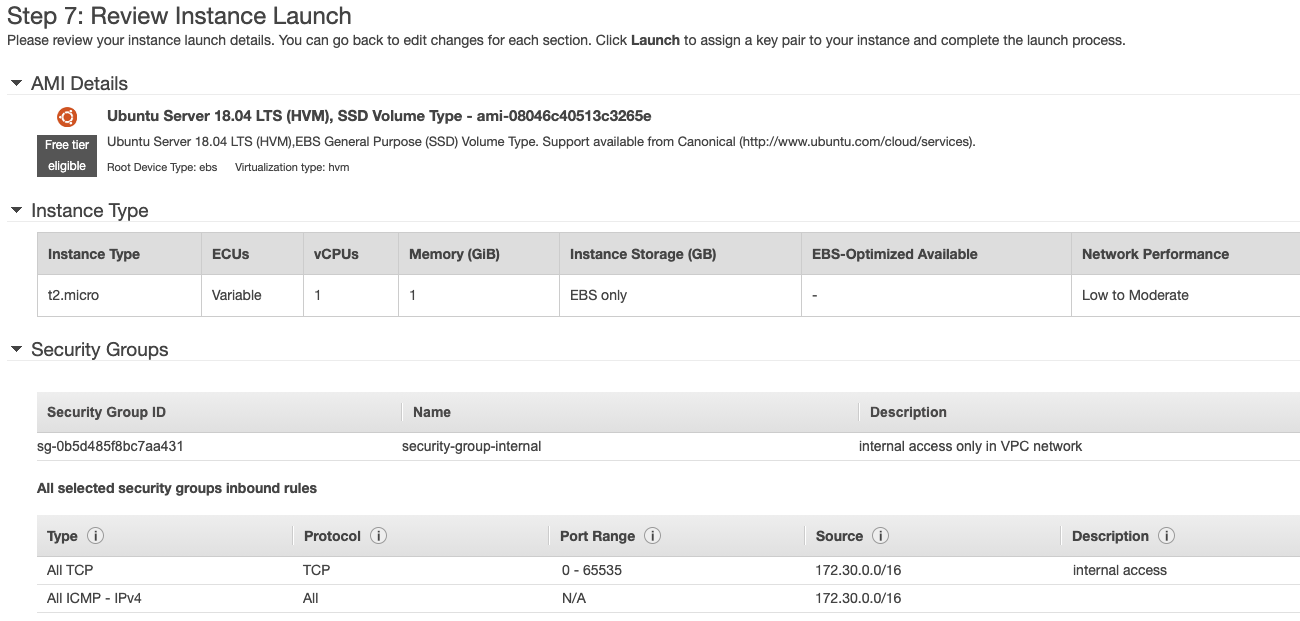 Step 7: Review Instance Launch
Please review your instance launch details. You can go back to edit changes for each section. Click Launch to assign a key pair to your instance and complete the launch process.
AMI Details
Ubuntu Server 18.04 LTS (HVM), SSD Volume Type - ami-08046c40513c3265e
Free tier eligible
Ubuntu Server 18.04 LTS (HVM),EBS General Purpose (SSD) Volume Type. Support available from Canonical (http://www.ubuntu.com/cloud/services).
Root Device Type: ebs Virtualization type: hvm
Instance Type
Instance Type ECUs vCPUs Memory (GiB) Instance Storage (GB) EBS-Optimized Available Network Performance
t2.micro Variable 1 1 EBS only - Low to Moderate
Security Groups
Security Group ID Name Description
sg-0b5d485f8bc7aa431 security-group-internal internal access only in VPC network
All selected security groups inbound rules
Type i Protocol i Port Range i Source i Description i
All TCP TCP 0 - 65535 172.30.0.0/16 internal access
All ICMP - IPv4 All N/A 172.30.0.0/16